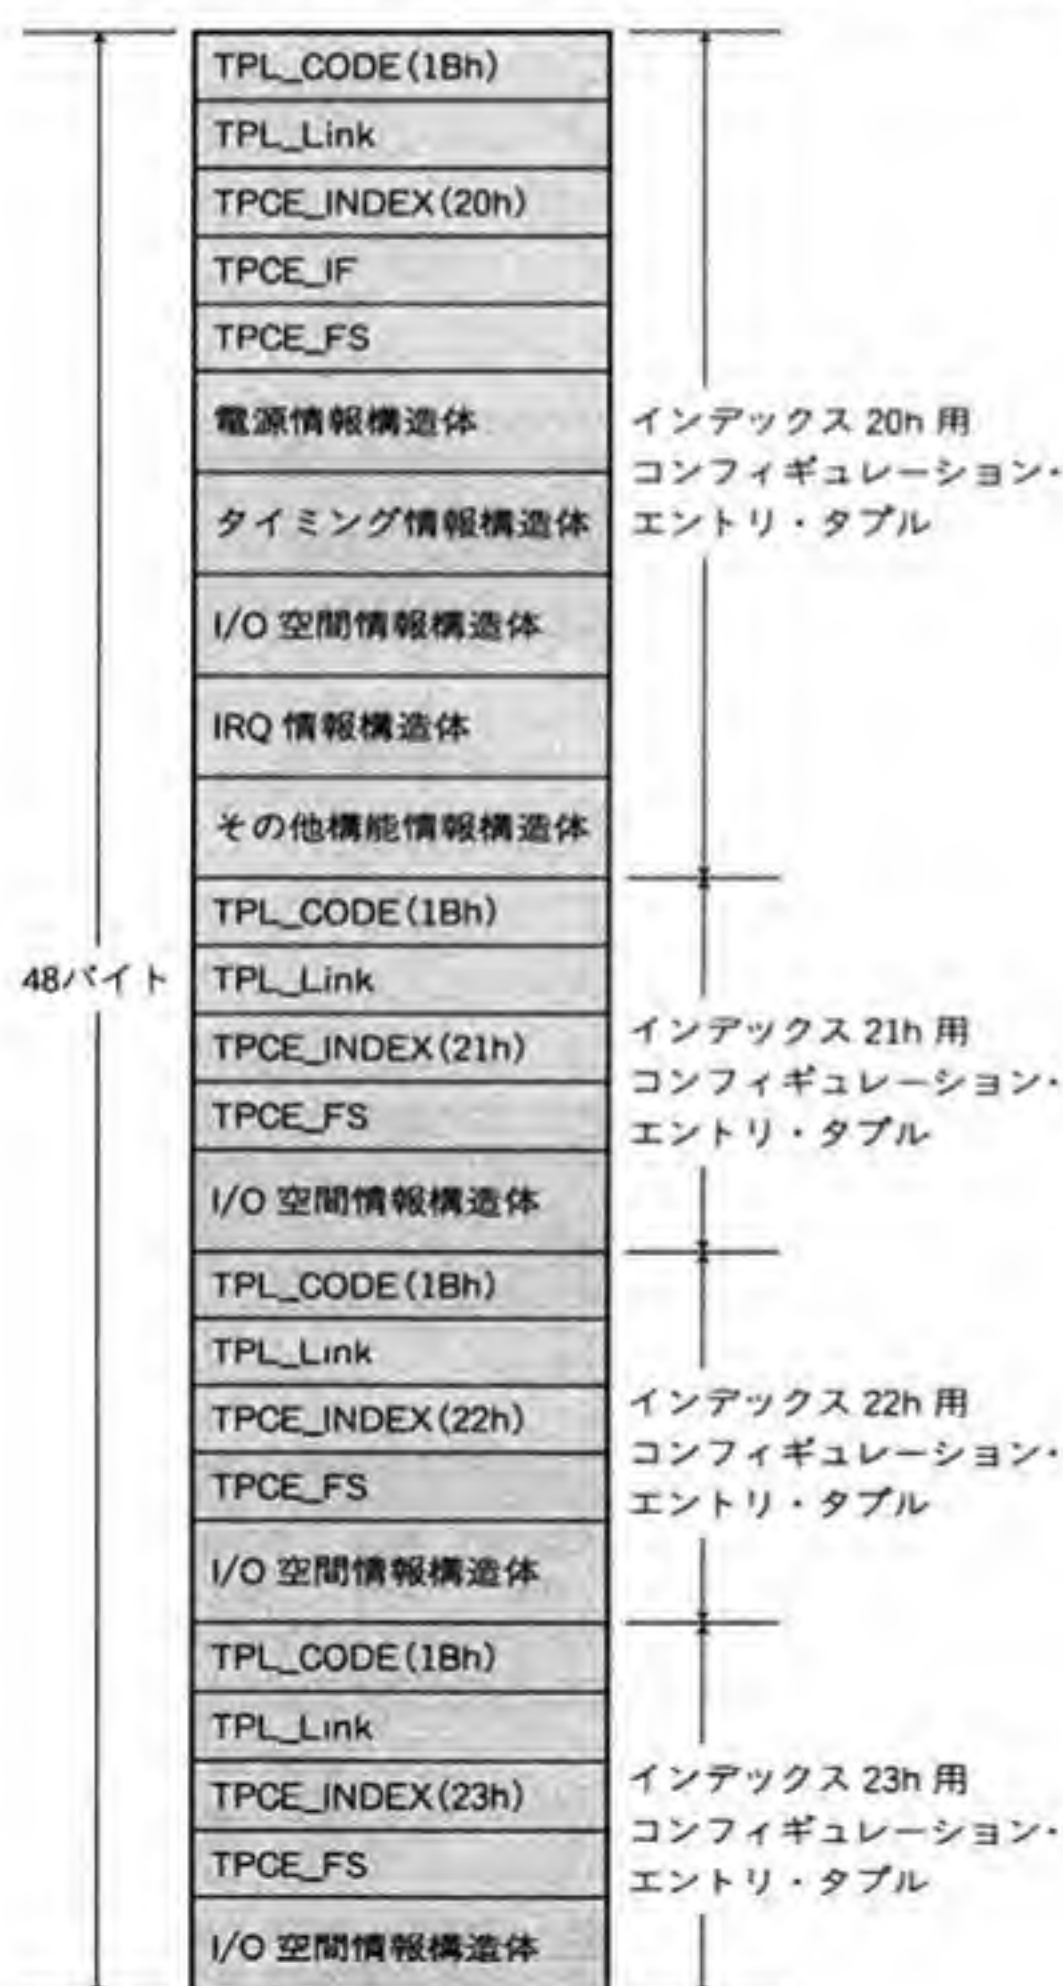 TPL_CODE(1Bh)
TPL_Link
TPCE_INDEX(20h)
TPCE_IF
TPCE_FS
電源情報構造体
タイミング情報構造体
I/O 空間情報構造体
IRQ 情報構造体
その他構能情報構造体
インデックス 20h 用
コンフィギュレーション・
エントリ・タプル
48バイト
TPL_CODE(1Bh)
TPL_Link
TPCE_INDEX(21h)
TPCE_FS
I/O 空間情報構造体
インデックス 21h 用
コンフィギュレーション・
エントリ・タプル
TPL_CODE(1Bh)
TPL_Link
TPCE_INDEX(22h)
TPCE_FS
I/O 空間情報構造体
インデックス 22h 用
コンフィギュレーション・
エントリ・タプル
TPL_CODE(1Bh)
TPL_Link
TPCE_INDEX(23h)
TPCE_FS
I/O 空間情報構造体
インデックス 23h 用
コンフィギュレーション・
エントリ・タプル